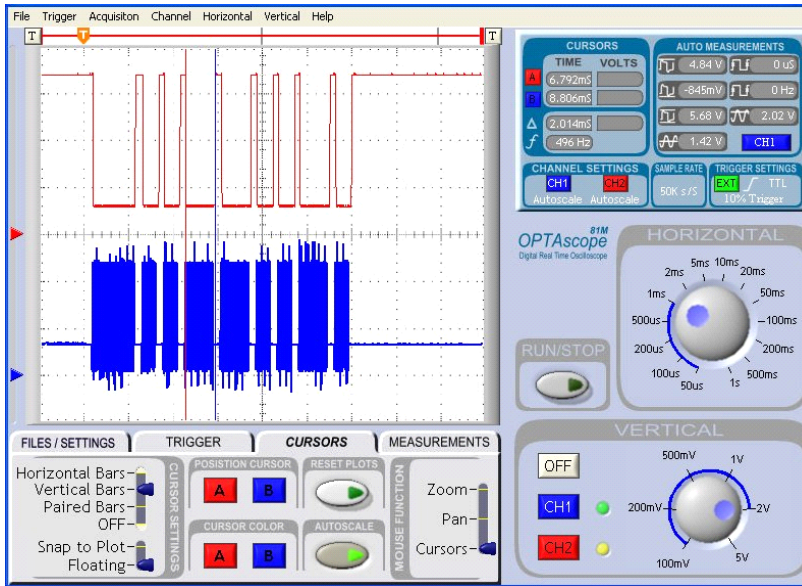 File Trigger Acquisiton Channel Horizontal Vertical Help
T T T
CURSORS
TIME VOLTS
A 6.792mS
B 8.806mS
Δ 2.014mS
f 496 Hz
AUTO MEASUREMENTS
4.84 V 0 uS
-845mV 0 Hz
5.68 V 2.02 V
1.42 V CH1
CHANNEL SETTINGS
CH1 CH2
Autoscale Autoscale
SAMPLE RATE
50K s/S
TRIGGER SETTINGS
EXT TTL
10% Trigger
OPTAscope 81M
Digital Real Time Oscilloscope
RUN/STOP
HORIZONTAL
5ms 10ms
2ms 20ms
1ms 50ms
500us 100ms
200us 200ms
100us 500ms
50us 1s
VERTICAL
OFF
CH1
CH2
500mV 1V
200mV 2V
100mV 5V
FILES / SETTINGS TRIGGER CURSORS MEASUREMENTS
Horizontal Bars
Vertical Bars
Paired Bars
OFF
Snap to Plot
Floating
CURSOR SETTINGS
POSISTION CURSOR
A B
CURSOR COLOR
A B
RESET PLOTS
AUTOSCALE
MOUSE FUNCTION
Zoom
Pan
Cursors